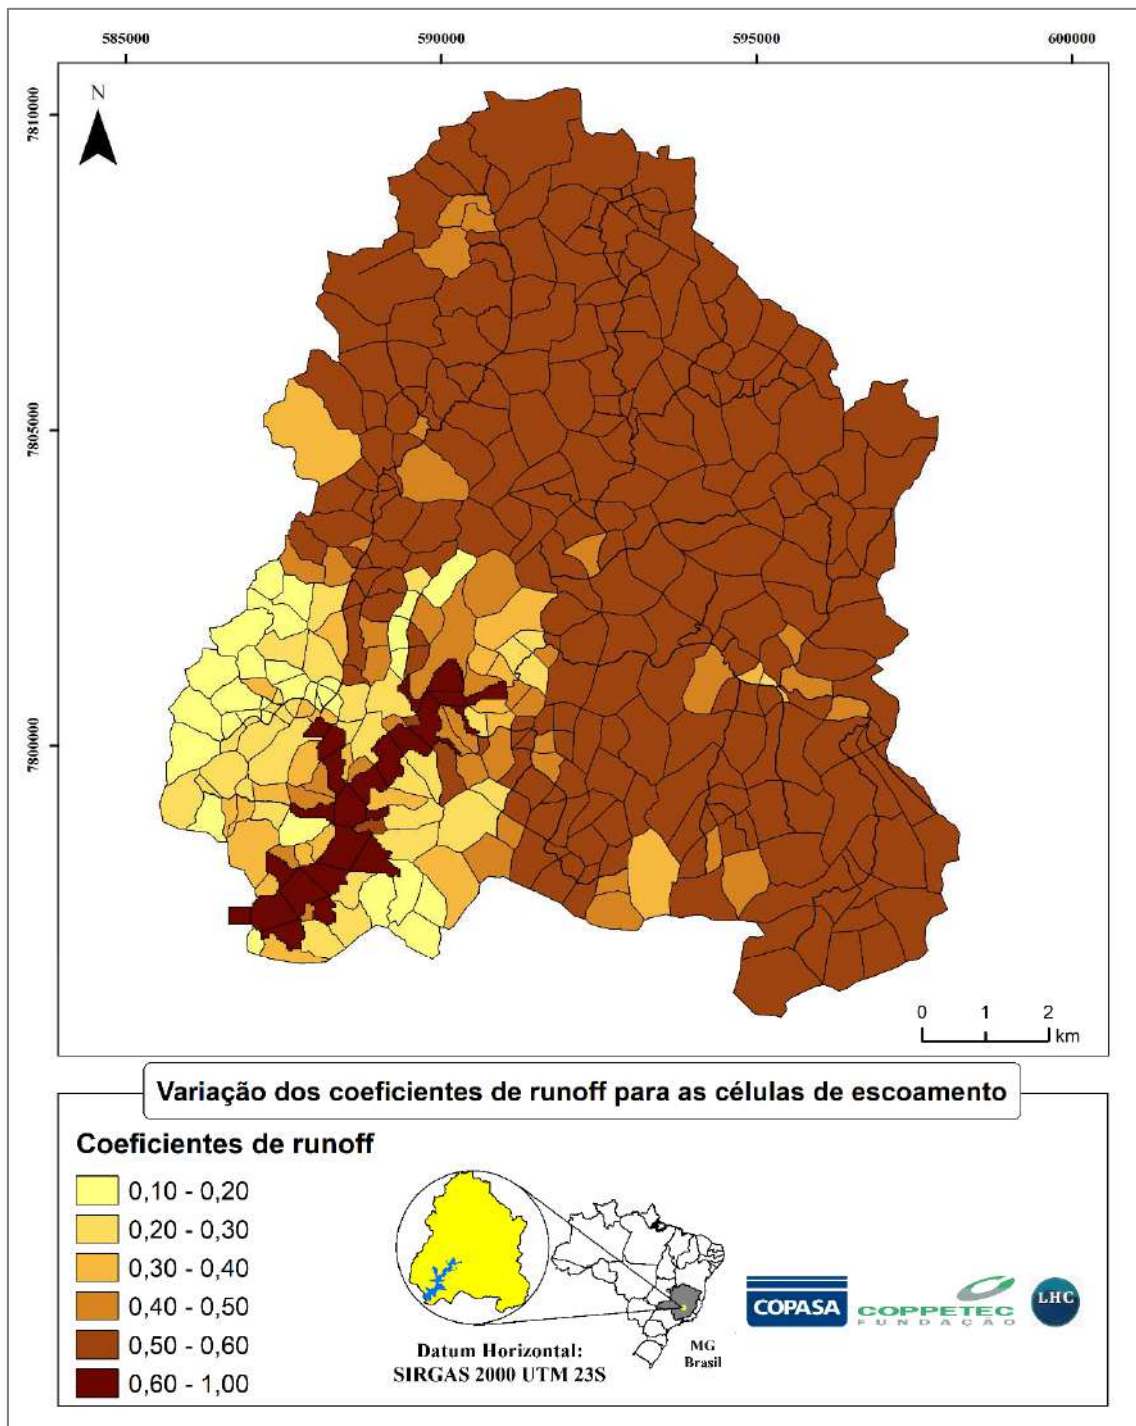 585000 590000 595000 600000
N
7810000
7805000
7800000
0 1 2
km
Variação dos coeficientes de runoff para as células de escoamento
Coeficientes de runoff
0,10 - 0,20
0,20 - 0,30
0,30 - 0,40
0,40 - 0,50
0,50 - 0,60
0,60 - 1,00
Datum Horizontal:
SIRGAS 2000 UTM 23S
MG
Brasil
COPASA
COPPETEC
FUNDAÇÃO
LHC